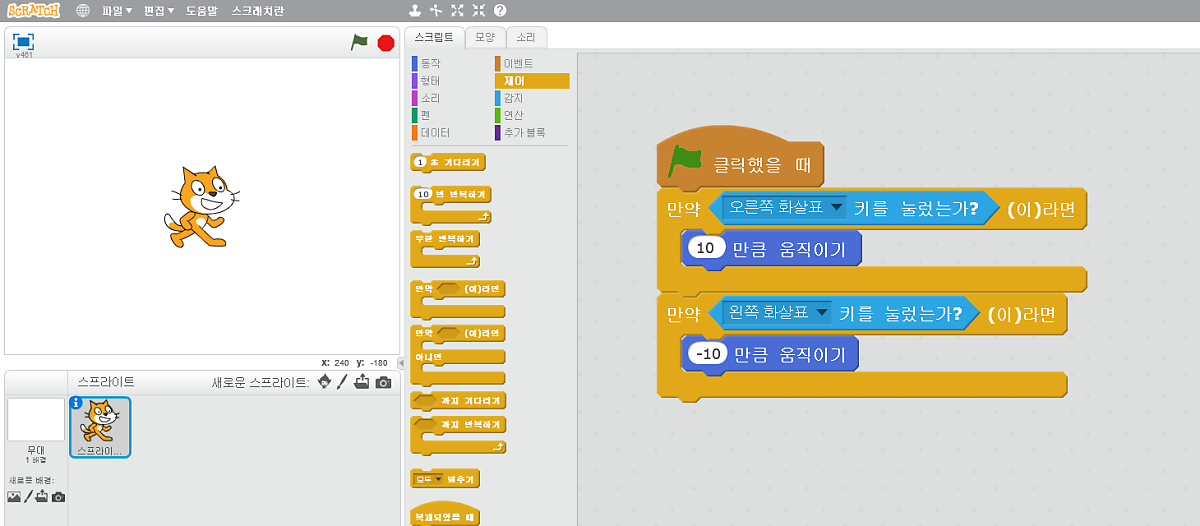 SCRATCH 파일▼ 편집▼ 도움말 스크래치란
v461
스크립트 모양 소리
동작 이벤트
형태 제어
소리 감지
펜 연산
데이터 추가 블록
1 초 기다리기
10 번 반복하기
무한 반복하기
만약 (이)라면
만약 (이)라면
아니면
까지 기다리기
까지 반복하기
모두 ▼ 멈추기
복제되었을 때
클릭했을 때
만약 오른쪽 화살표 ▼ 키를 눌렀는가? (이)라면
10 만큼 움직이기
만약 왼쪽 화살표 ▼ 키를 눌렀는가? (이)라면
-10 만큼 움직이기
x: 240 y: -180
스프라이트 새로운 스프라이트:
무대
1 배경
스프라이...
새로운 배경: